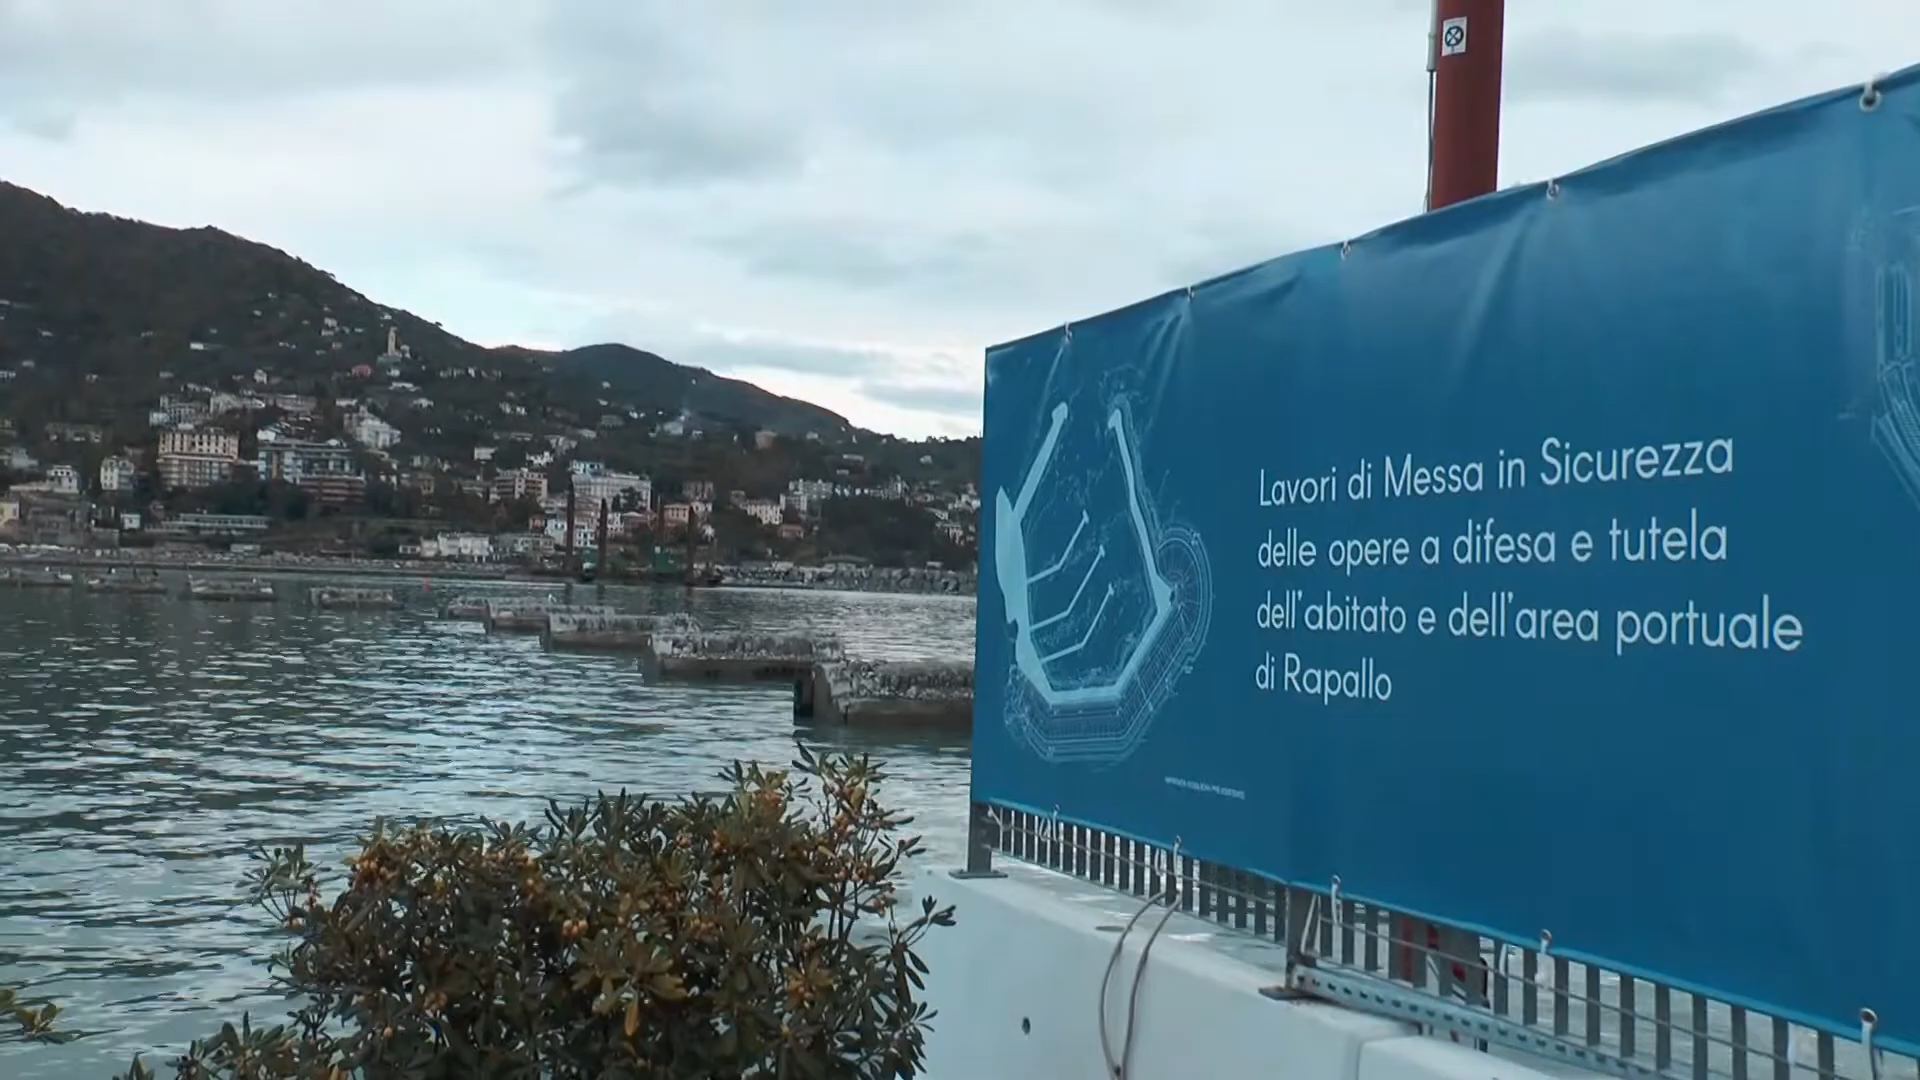 Lavori di Messa in Sicurezza
delle opere a difesa e tutela
dell'abitato e dell'area portuale
di Rapallo